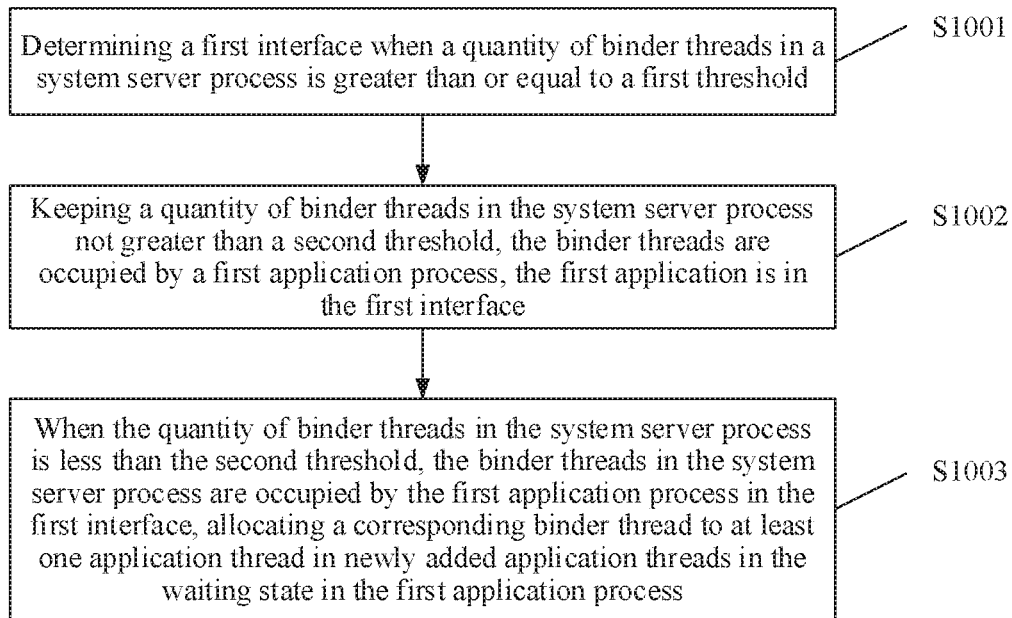 Determining a first interface when a quantity of binder threads in a
system server process is greater than or equal to a first threshold
S1001
Keeping a quantity of binder threads in the system server process
not greater than a second threshold, the binder threads are
occupied by a first application process, the first application is in
the first interface
S1002
When the quantity of binder threads in the system server process
is less than the second threshold, the binder threads in the system
server process are occupied by the first application process in the
first interface, allocating a corresponding binder thread to at least
one application thread in newly added application threads in the
waiting state in the first application process
S1003